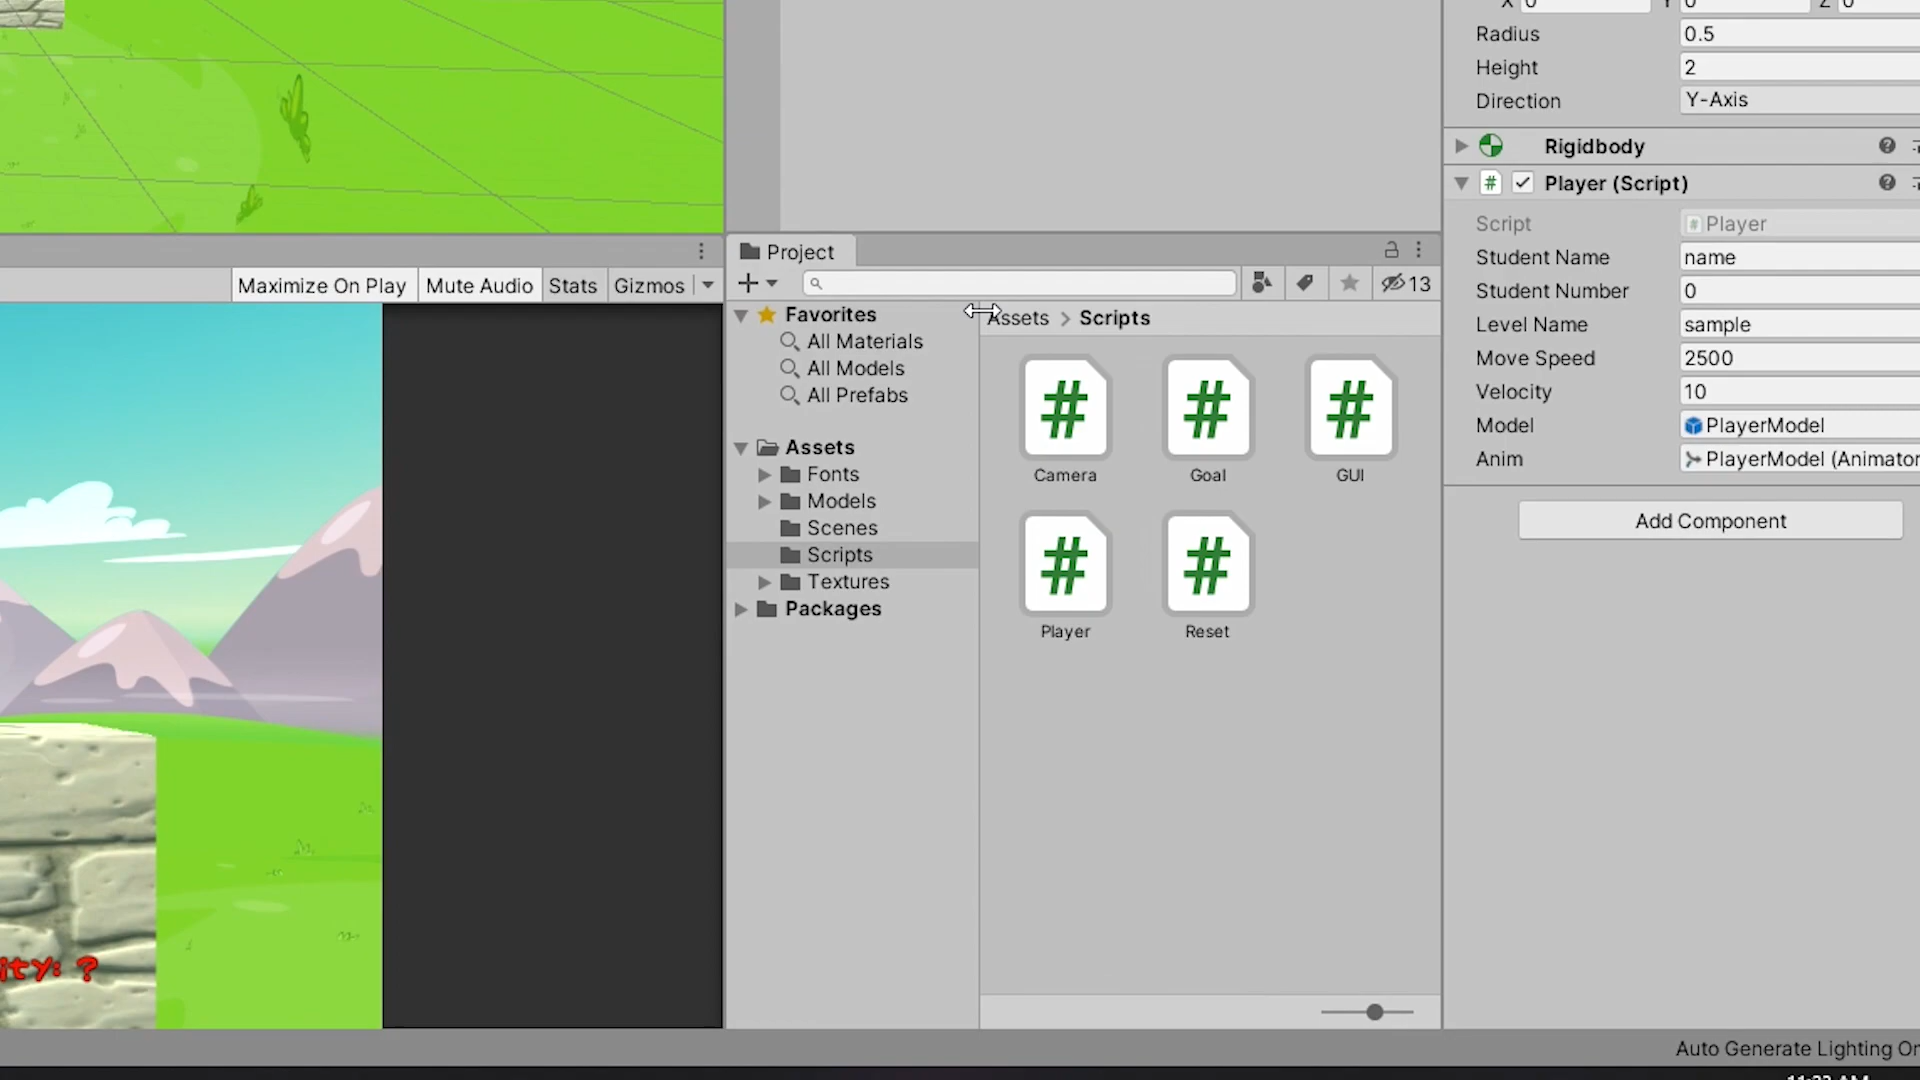 X 0 Y 0 Z 0
Radius 0.5
Height 2
Direction Y-Axis
Rigidbody
# Player (Script)
Script # Player
Student Name name
Student Number 0
Level Name sample
Move Speed 2500
Velocity 10
Model PlayerModel
Anim PlayerModel (Animator
Add Component
Project
13
Maximize On Play Mute Audio Stats Gizmos
Favorites
All Materials
All Models
All Prefabs
Assets
Fonts
Models
Scenes
Scripts
Textures
Packages
Assets > Scripts
# # #
Camera Goal GUI
# #
Player Reset
ity: ?
Auto Generate Lighting On